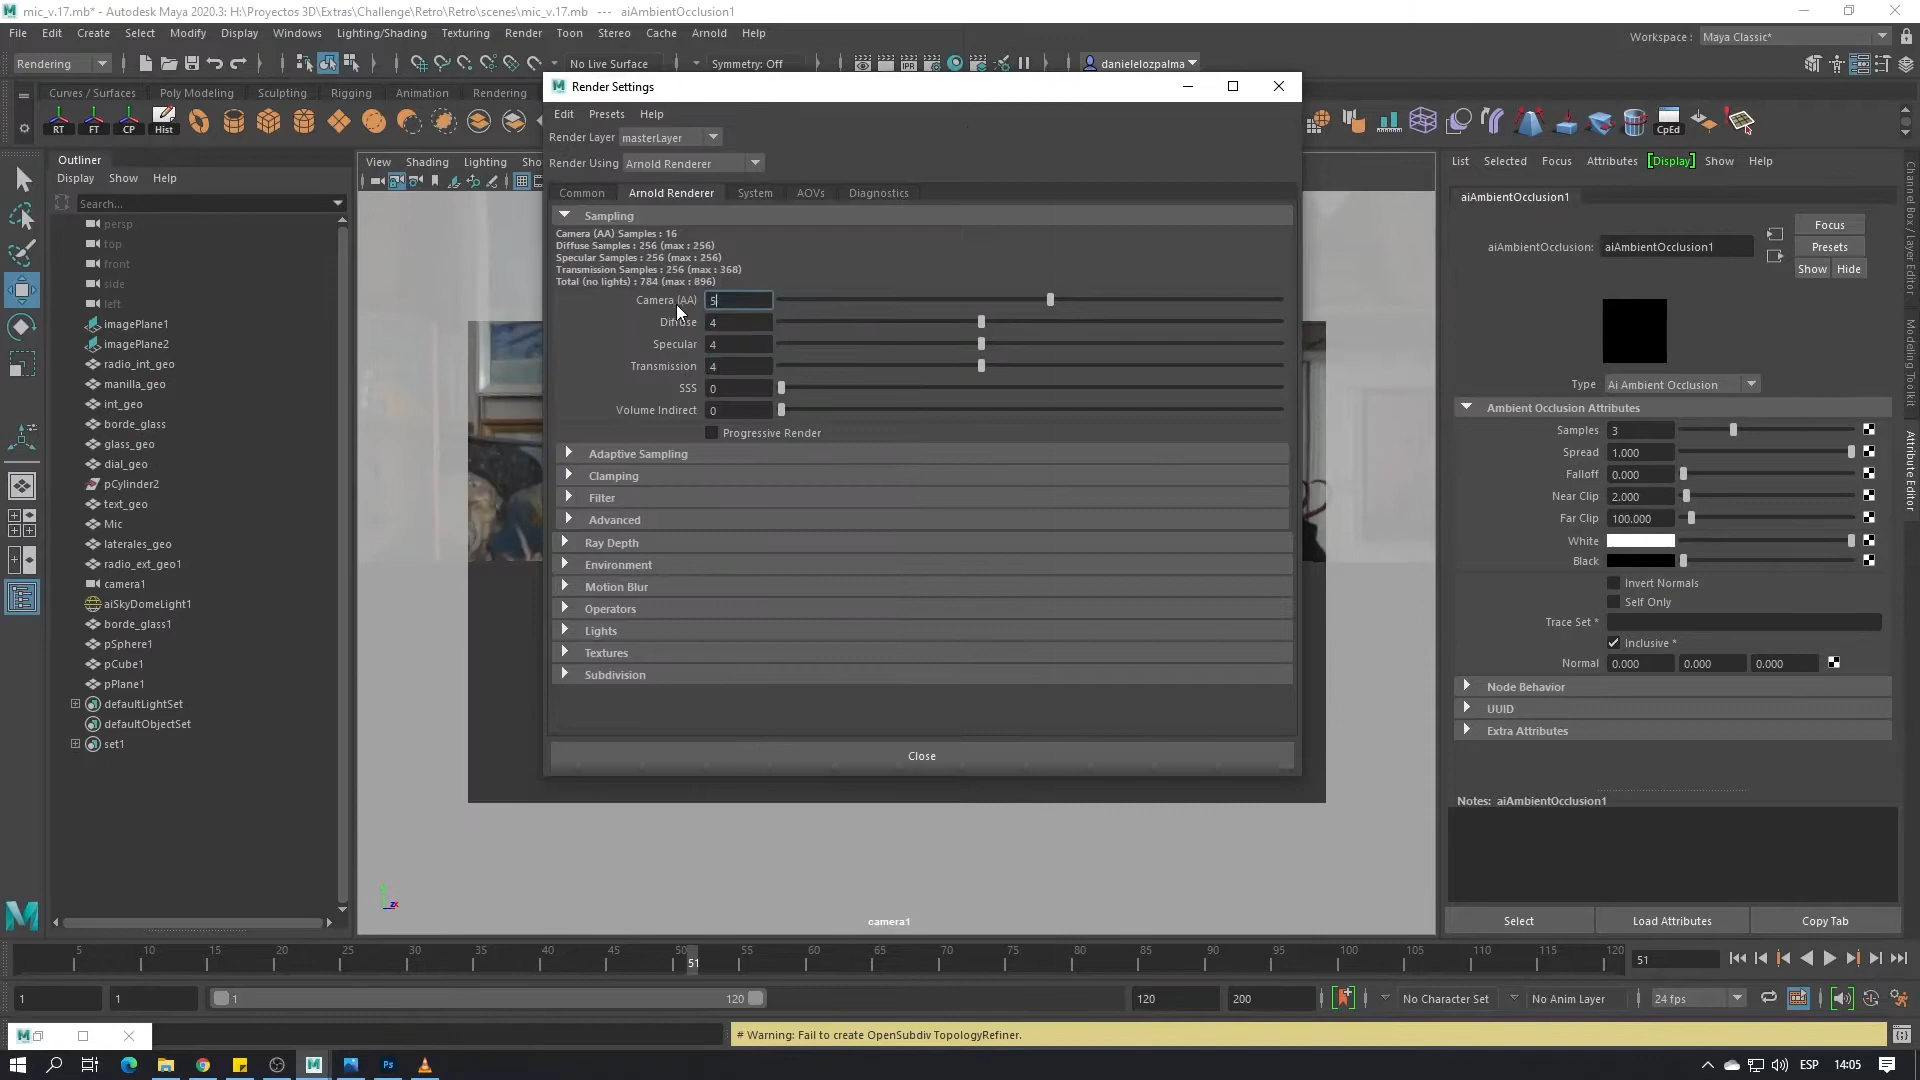 mic_v.17.mb* - Autodesk Maya 2020.3: H:\Proyectos 3D\Extras\Challenge\Retro\Retro\scenes\mic_v.17.mb --- aiAmbientOcclusion1
File Edit Create Select Modify Display Windows Lighting/Shading Texturing Render Toon Stereo Cache Arnold Help
Workspace : Maya Classic*
Rendering
No Live Surface
Symmetry: Off
IPR
danielelozpalma
Curves / Surfaces Poly Modeling Sculpting Rigging Animation Rendering
RT FT CP Hist
CpEd
Outliner
Display Show Help
Search...
persp
top
front
side
left
imagePlane1
imagePlane2
radio_int_geo
manilla_geo
int_geo
borde_glass
glass_geo
dial_geo
pCylinder2
text_geo
Mic
laterales_geo
radio_ext_geo1
camera1
aiSkyDomeLight1
borde_glass1
pSphere1
pCube1
pPlane1
defaultLightSet
defaultObjectSet
set1
View Shading Lighting Sho
camera1
Render Settings
Edit Presets Help
Render Layer masterLayer
Render Using Arnold Renderer
Common Arnold Renderer System AOVs Diagnostics
Sampling
Camera (AA) Samples : 16
Diffuse Samples : 256 (max : 256)
Specular Samples : 256 (max : 256)
Transmission Samples : 256 (max : 368)
Total (no lights) : 784 (max : 896)
Camera (AA) 5
Diffuse 4
Specular 4
Transmission 4
SSS 0
Volume Indirect 0
Progressive Render
Adaptive Sampling
Clamping
Filter
Advanced
Ray Depth
Environment
Motion Blur
Operators
Lights
Textures
Subdivision
Close
List Selected Focus Attributes [Display] Show Help
aiAmbientOcclusion1
Focus
aiAmbientOcclusion: aiAmbientOcclusion1
Presets
Show Hide
Type Ai Ambient Occlusion
Ambient Occlusion Attributes
Samples 3
Spread 1.000
Falloff 0.000
Near Clip 2.000
Far Clip 100.000
White
Black
Invert Normals
Self Only
Trace Set *
Inclusive *
Normal 0.000 0.000 0.000
Node Behavior
UUID
Extra Attributes
Notes: aiAmbientOcclusion1
Select Load Attributes Copy Tab
Channel Box / Layer Editor
Modeling Toolkit
Attribute Editor
5 10 15 20 25 30 35 40 45 50 55 60 65 70 75 80 85 90 95 100 105 110 115 120
51
51
1 1 1 120 120 200 No Character Set No Anim Layer 24 fps
# Warning: Fail to create OpenSubdiv TopologyRefiner.
Ps
ESP 14:05